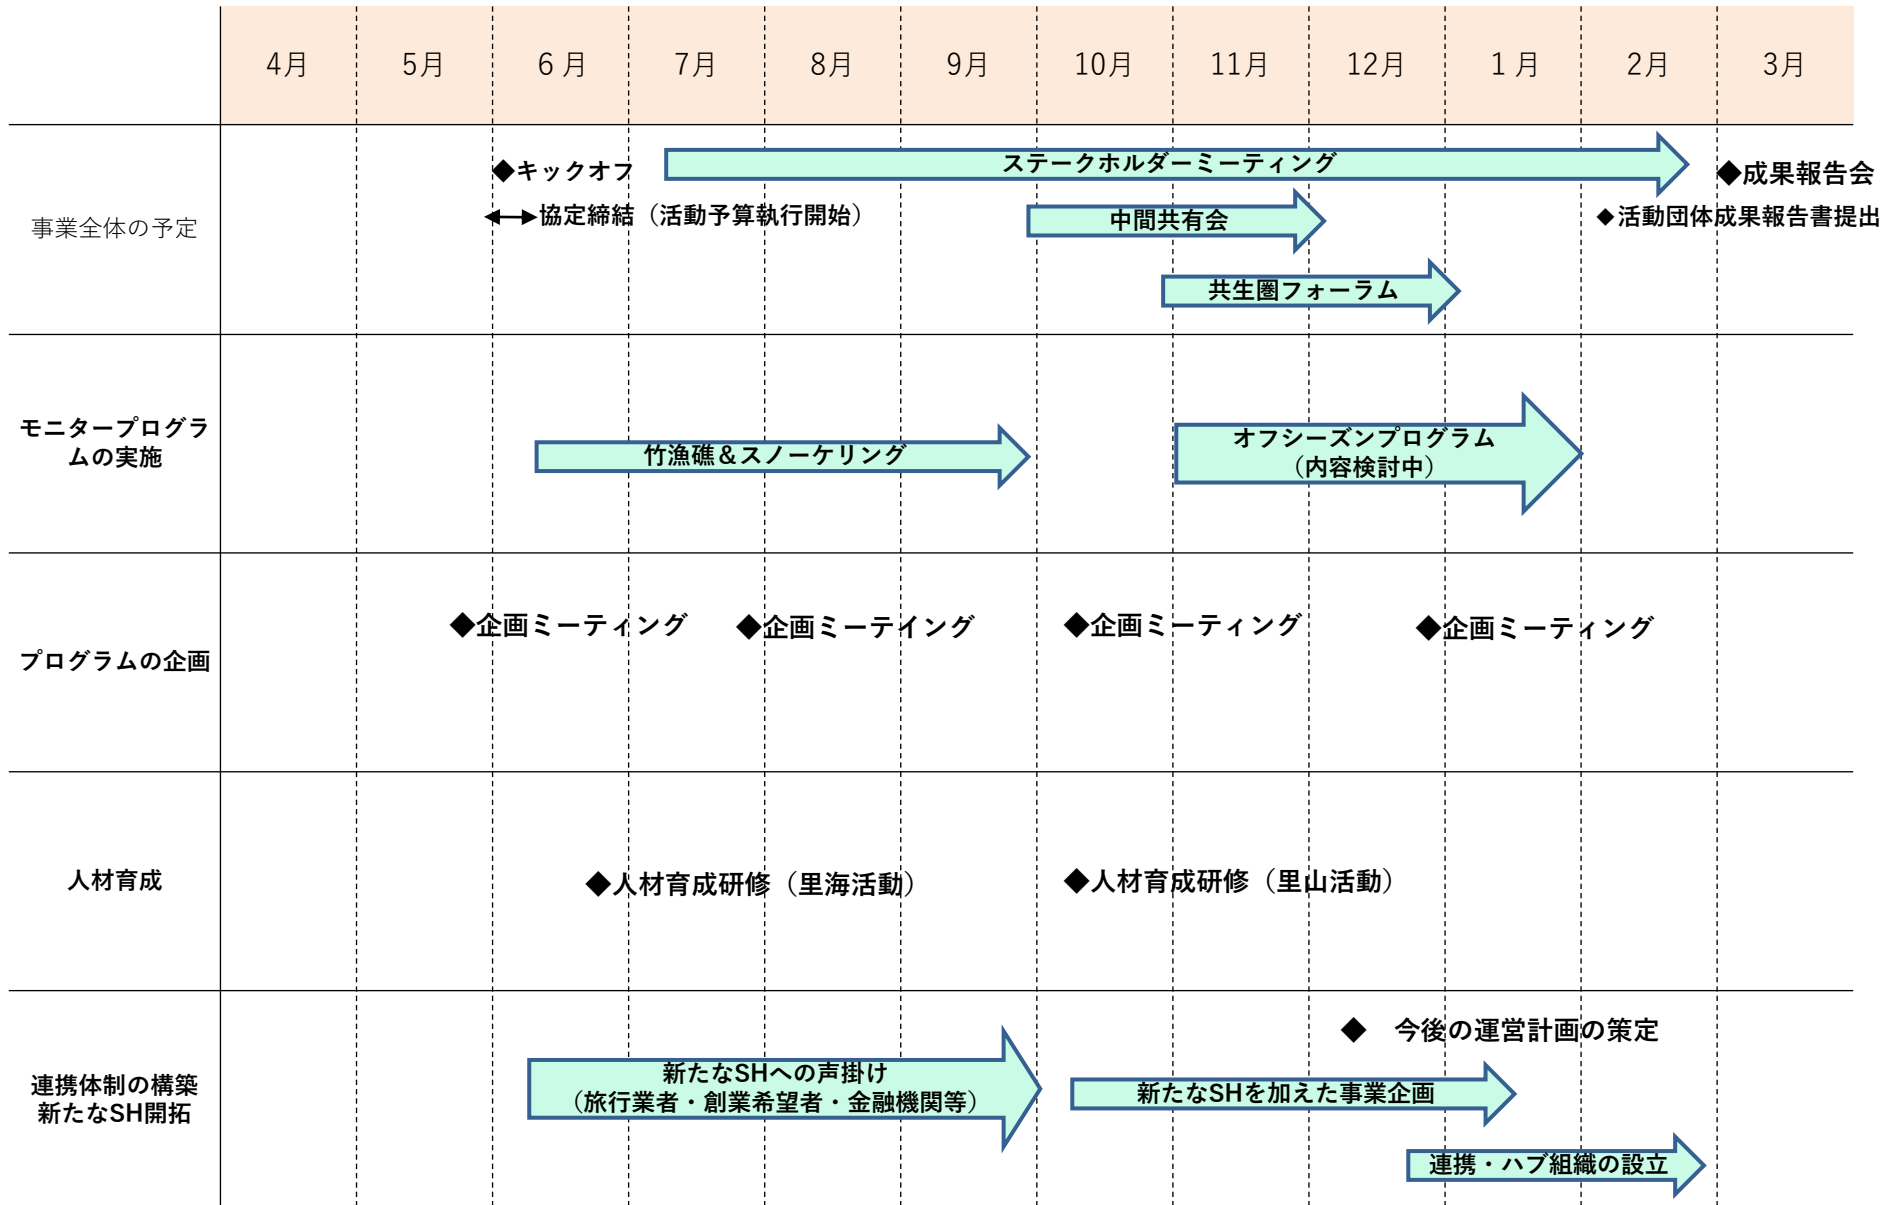 4月
5月
6 月
7月
8月
9月
10月
11月
12月
1 月
2月
3月
事業全体の予定
◆キックオフ
ステークホルダーミーティング
◆成果報告会
協定締結（活動予算執行開始）
中間共有会
◆活動団体成果報告書提出
共生圏フォーラム
モニタープログラ
ムの実施
竹漁礁＆スノーケリング
オフシーズンプログラム
（内容検討中）
プログラムの企画
◆企画ミーティング
◆企画ミーテイング
◆企画ミーティング
◆企画ミーティング
人材育成
◆人材育成研修（里海活動）
◆人材育成研修（里山活動）
連携体制の構築
新たなSH開拓
新たなSHへの声掛け
（旅行業者・創業希望者・金融機関等）
◆　今後の運営計画の策定
新たなSHを加えた事業企画
連携・ハブ組織の設立